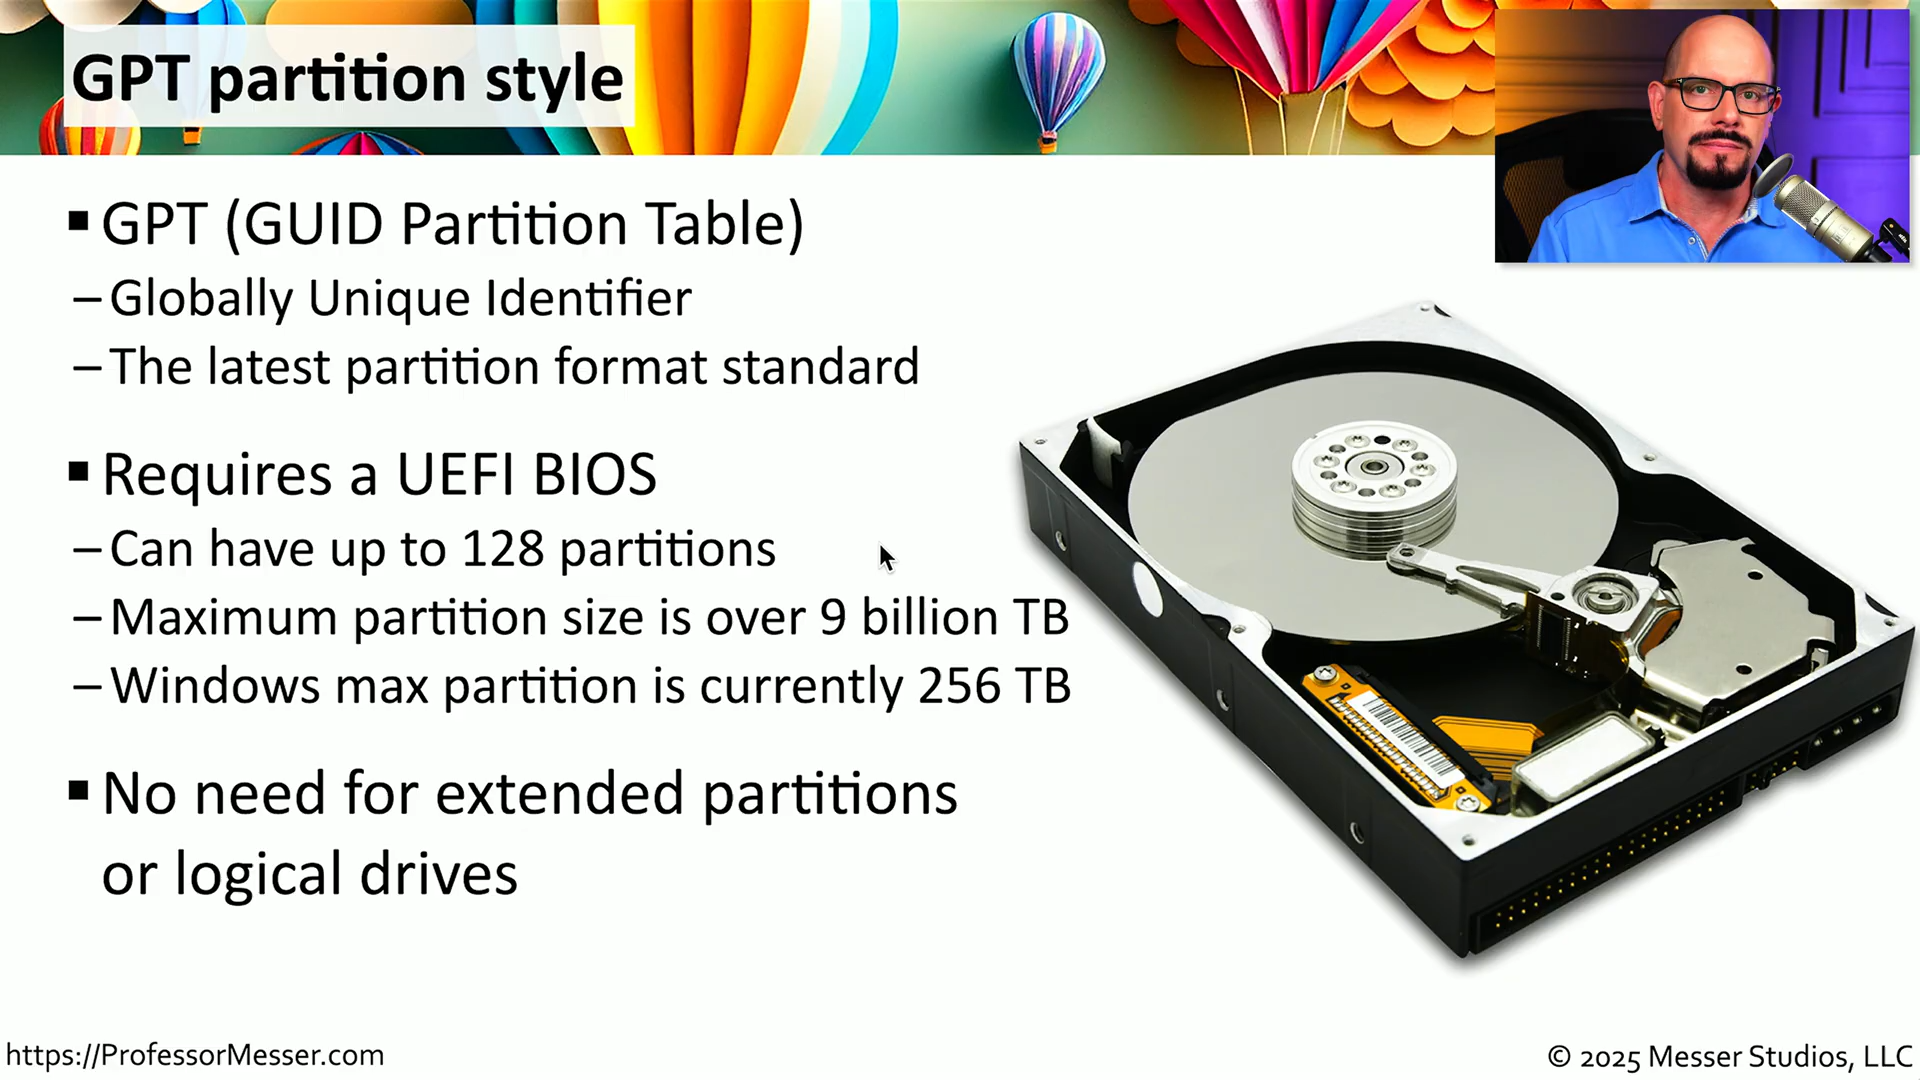 GPT partition style
▪ GPT (GUID Partition Table)
– Globally Unique Identifier
– The latest partition format standard
▪ Requires a UEFI BIOS
– Can have up to 128 partitions
– Maximum partition size is over 9 billion TB
– Windows max partition is currently 256 TB
▪ No need for extended partitions
or logical drives
https://ProfessorMesser.com
© 2025 Messer Studios, LLC